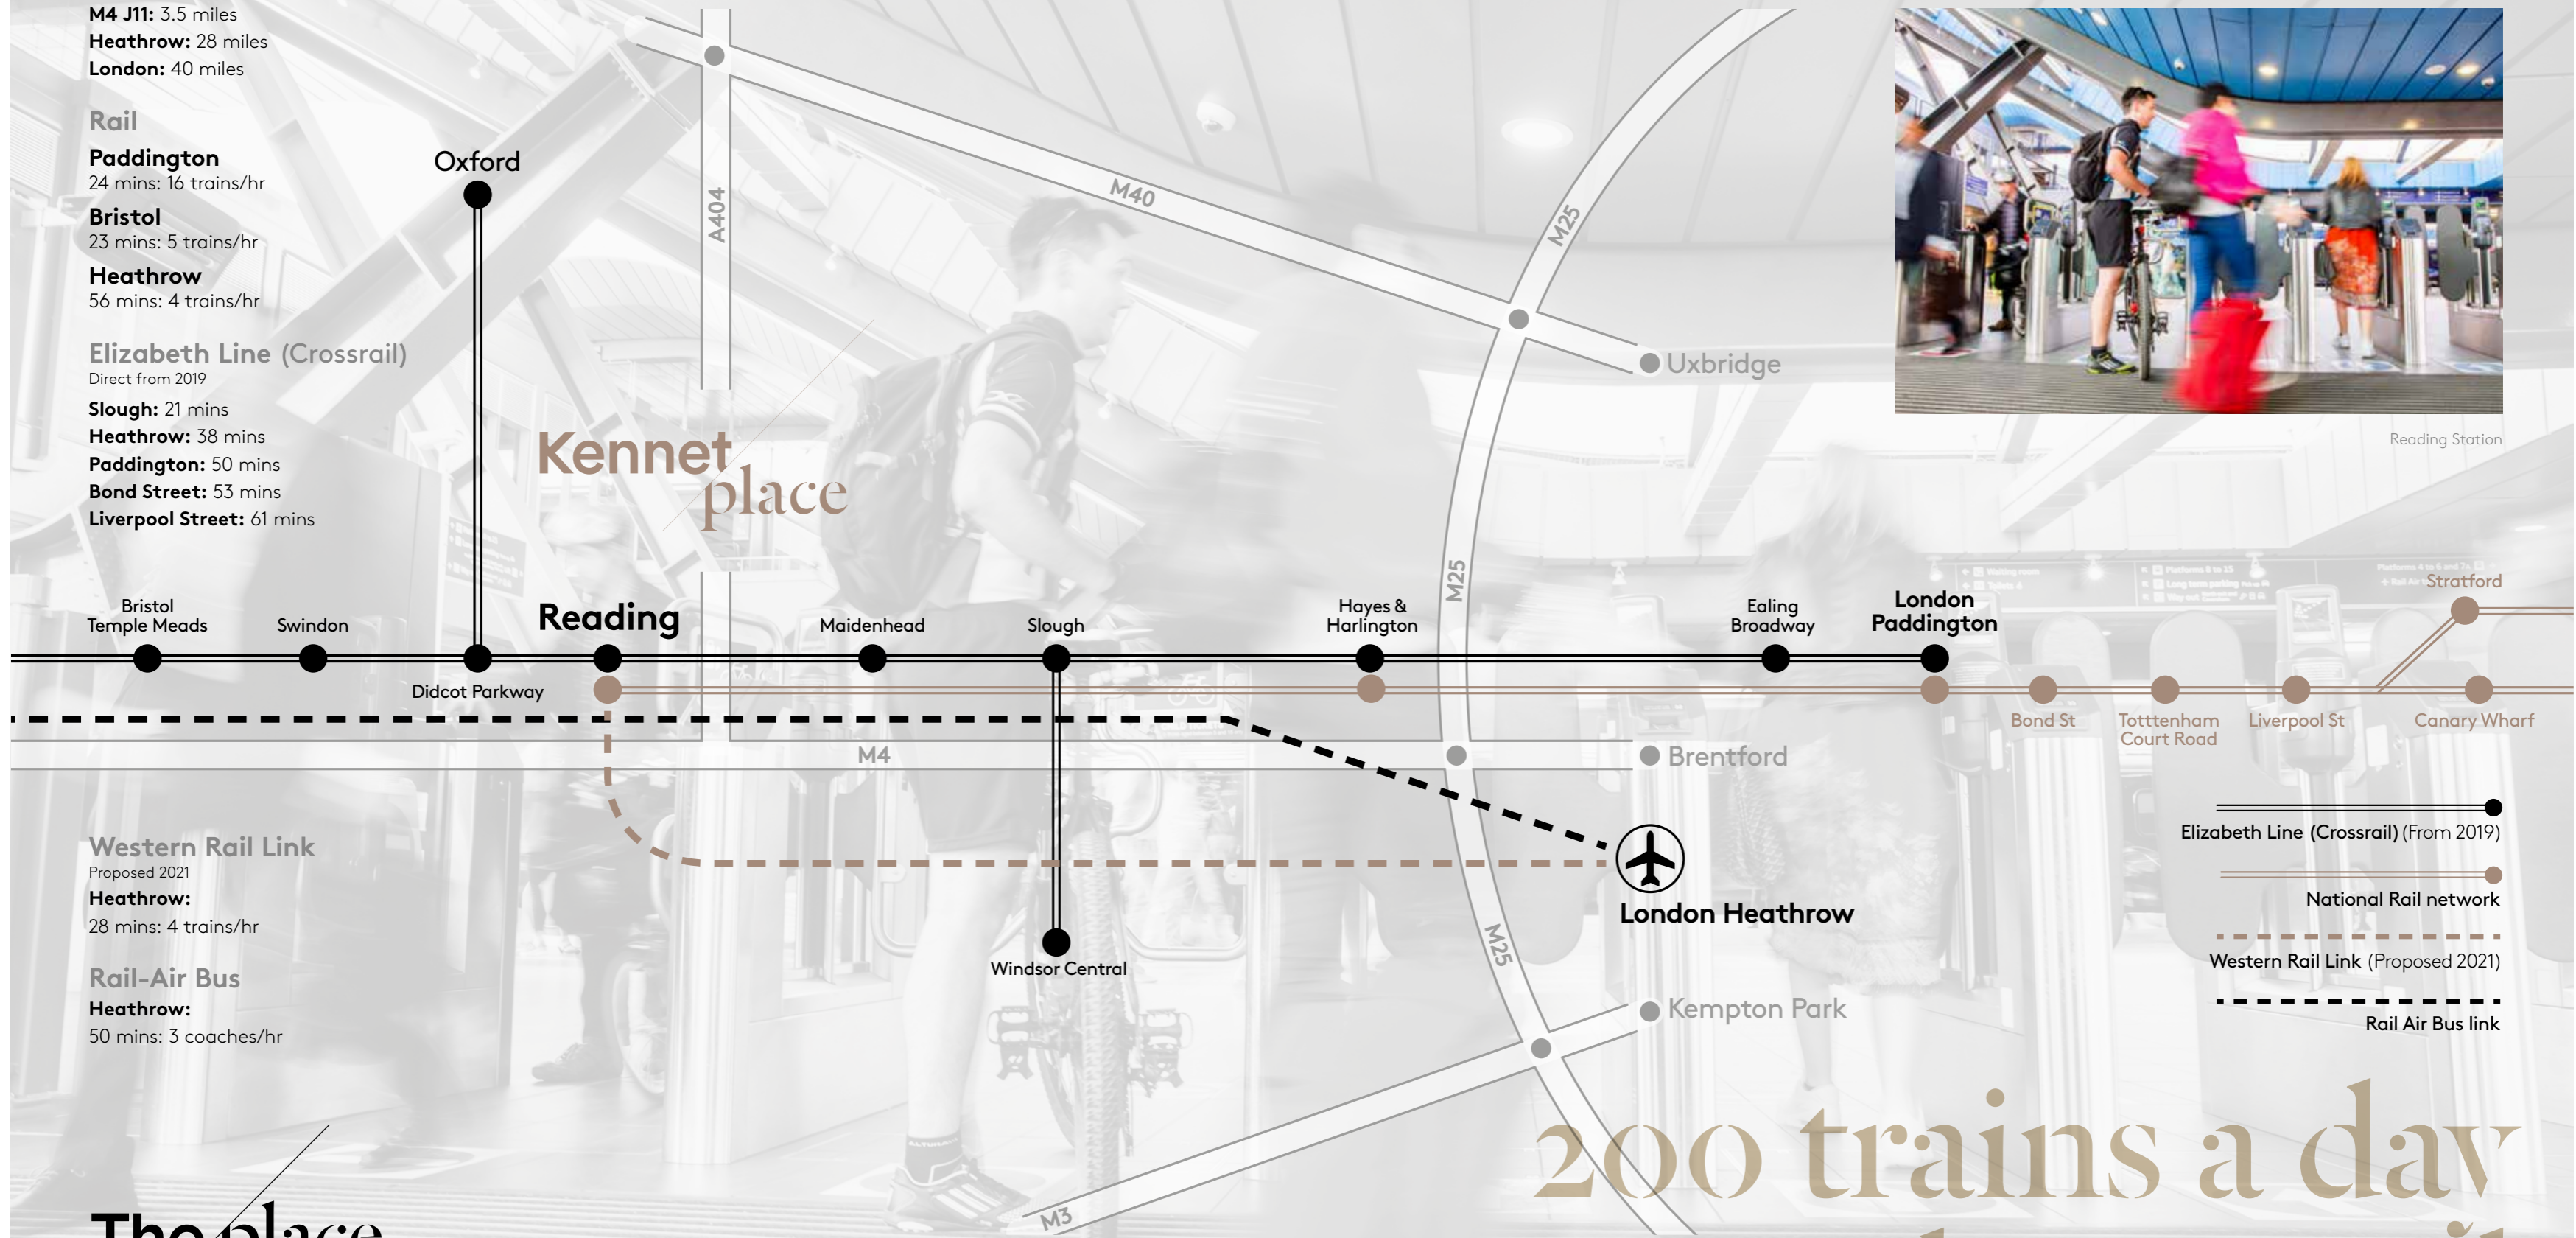 M4 J11: 3.5 miles
Heathrow: 28 miles
London: 40 miles
Rail
Paddington
24 mins: 16 trains/hr
Bristol
23 mins: 5 trains/hr
Heathrow
56 mins: 4 trains/hr
Elizabeth Line (Crossrail)
Direct from 2019
Slough: 21 mins
Heathrow: 38 mins
Paddington: 50 mins
Bond Street: 53 mins
Liverpool Street: 61 mins
Oxford
A404
M40
M25
Uxbridge
Reading Station
Kennet
place
M25
Bristol
Temple Meads
Swindon
Didcot Parkway
Reading
Maidenhead
Slough
Hayes &
Harlington
Ealing
Broadway
London
Paddington
Stratford
Bond St
Totttenham
Court Road
Liverpool St
Canary Wharf
M4
Brentford
London Heathrow
Windsor Central
M25
Kempton Park
M3
Western Rail Link
Proposed 2021
Heathrow:
28 mins: 4 trains/hr
Rail-Air Bus
Heathrow:
50 mins: 3 coaches/hr
Elizabeth Line (Crossrail) (From 2019)
National Rail network
Western Rail Link (Proposed 2021)
Rail Air Bus link
200 trains a day
The place